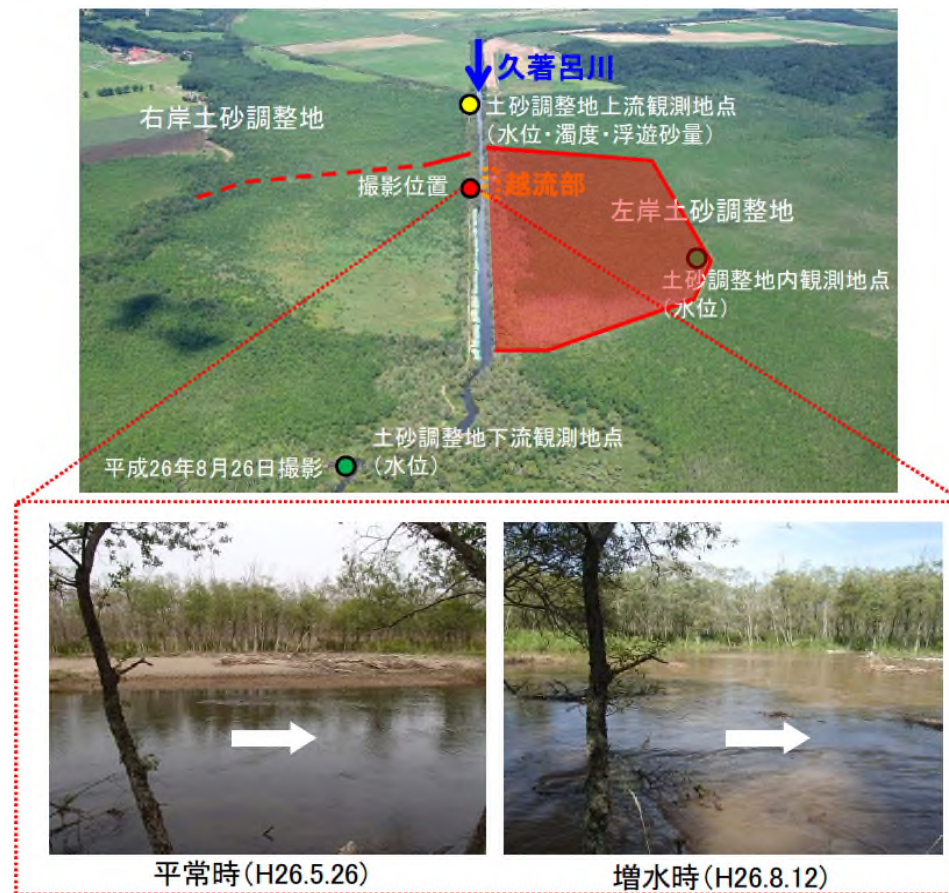 久著呂川
右岸土砂調整地
土砂調整地上流観測地点
(水位・濁度・浮遊砂量)
撮影位置
越流部
左岸土砂調整地
土砂調整地内観測地点
(水位)
土砂調整地下流観測地点
(水位)
平成26年8月26日撮影
平常時(H26.5.26)
増水時(H26.8.12)